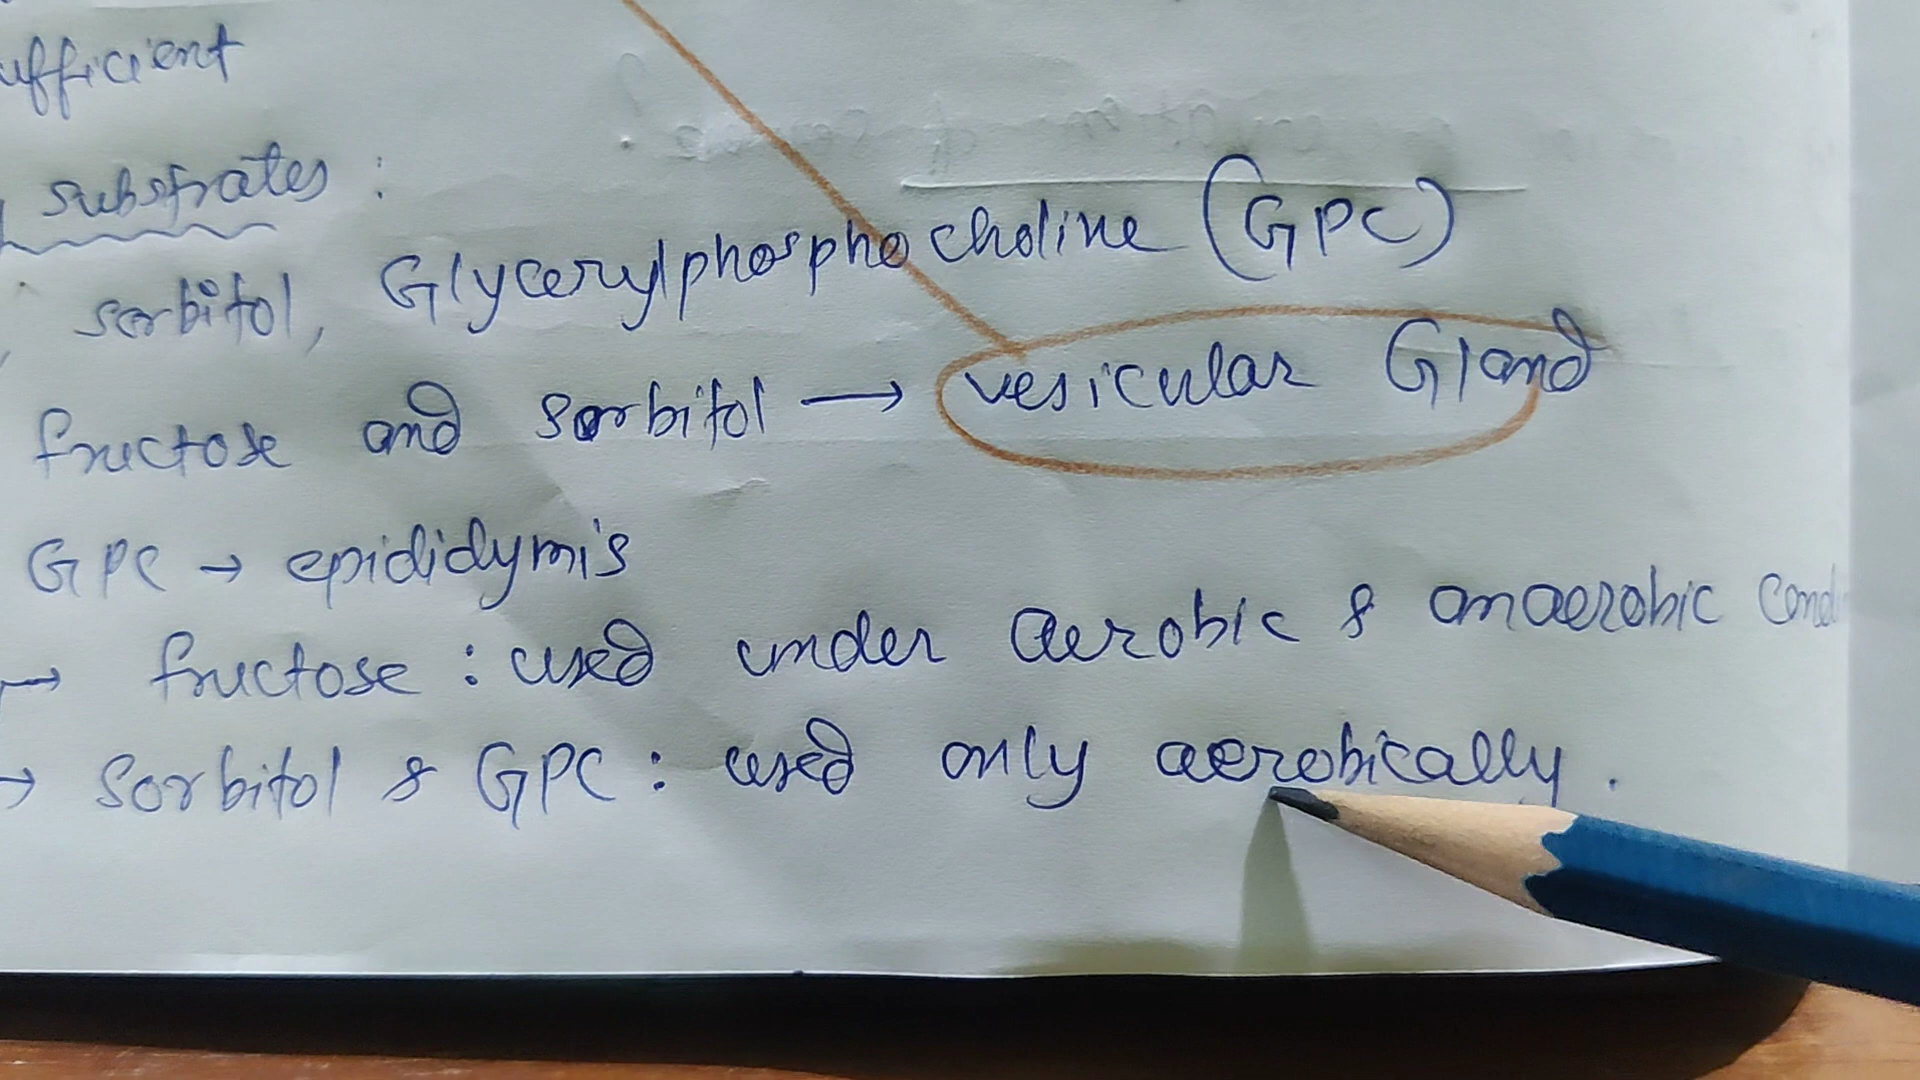 ufficient
substrates :
, sorbitol, Glycerylphosphocholine (GPC)
fructose and sorbitol → vesicular Gland
GPC → epididymis
→ fructose : used under aerobic & anaerobic Cond
→ Sorbitol & GPC : used only aerobically.